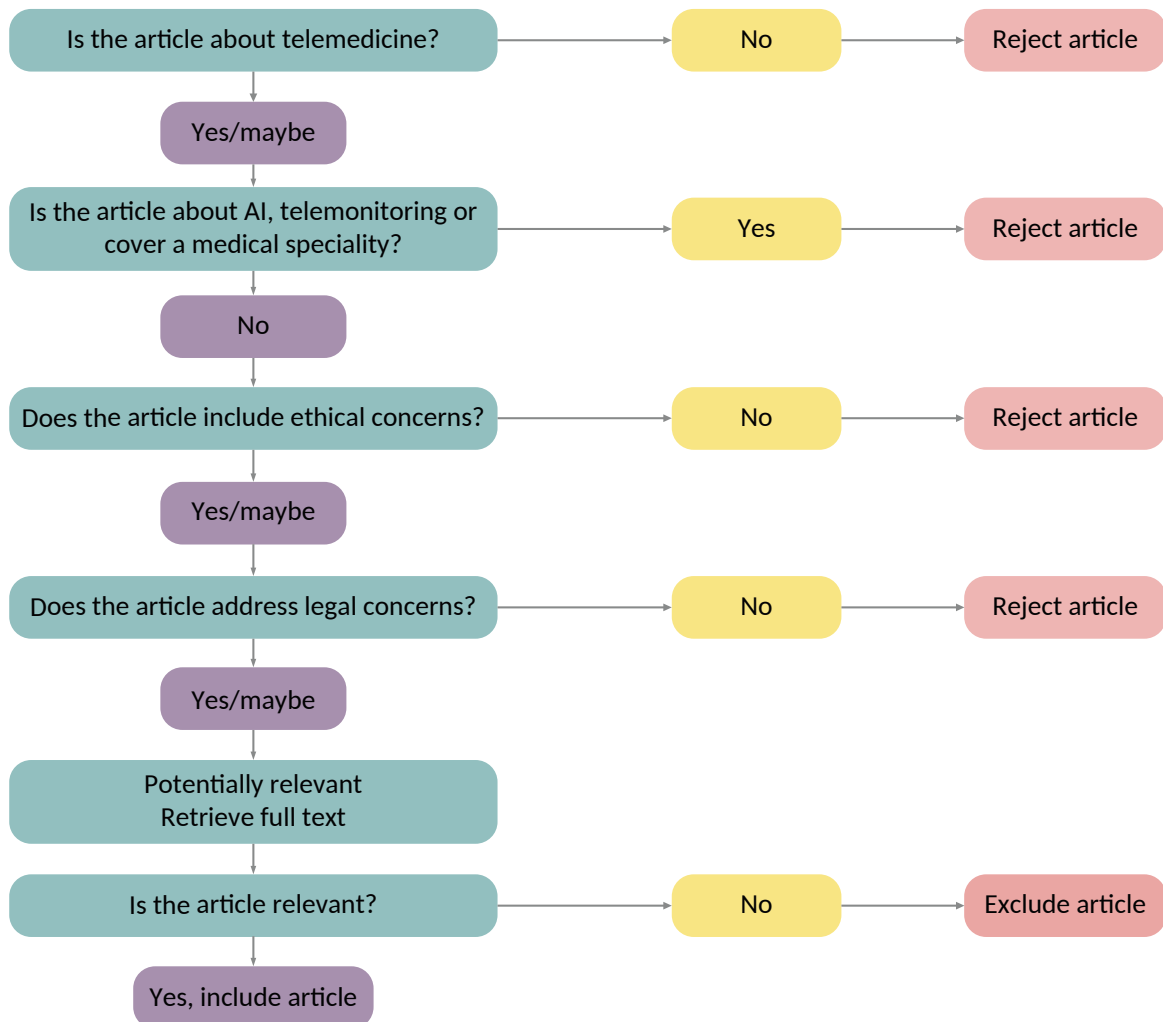 Is the article about telemedicine?
No
Reject article
Yes/maybe
Is the article about AI, telemonitoring or
cover a medical speciality?
Yes
Reject article
No
Does the article include ethical concerns?
No
Reject article
Yes/maybe
Does the article address legal concerns?
No
Reject article
Yes/maybe
Potentially relevant
Retrieve full text
Is the article relevant?
No
Exclude article
Yes, include article